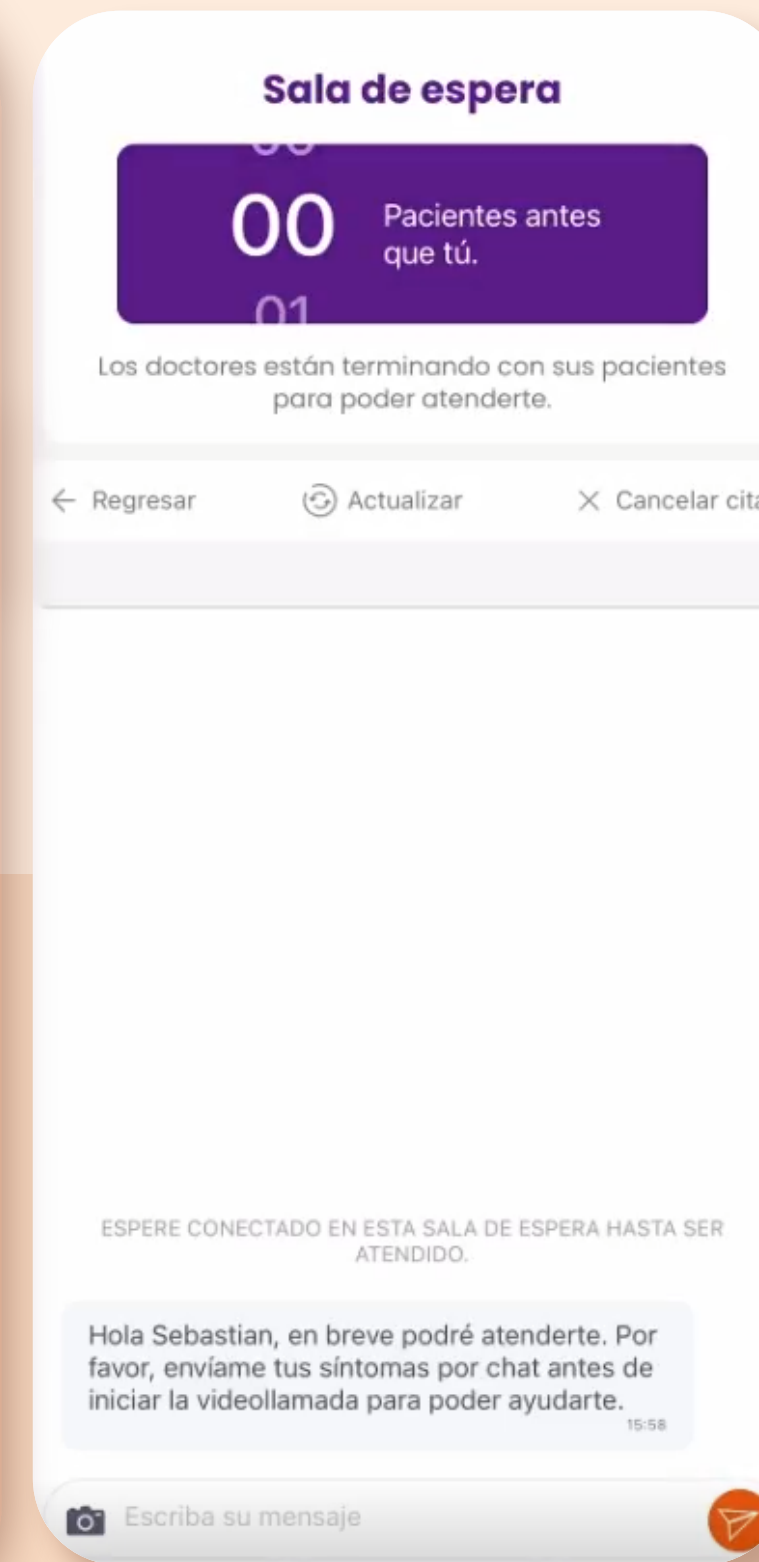 Sala de espera
00
Pacientes antes
que tú.
01
Los doctores están terminando con sus pacientes
para poder atenderte.
Regresar
Actualizar
Cancelar cita
ESPERE CONECTADO EN ESTA SALA DE ESPERA HASTA SER
ATENDIDO.
Hola Sebastian, en breve podré atenderte. Por
favor, envíame tus síntomas por chat antes de
iniciar la videollamada para poder ayudarte.
15:58
Escriba su mensaje